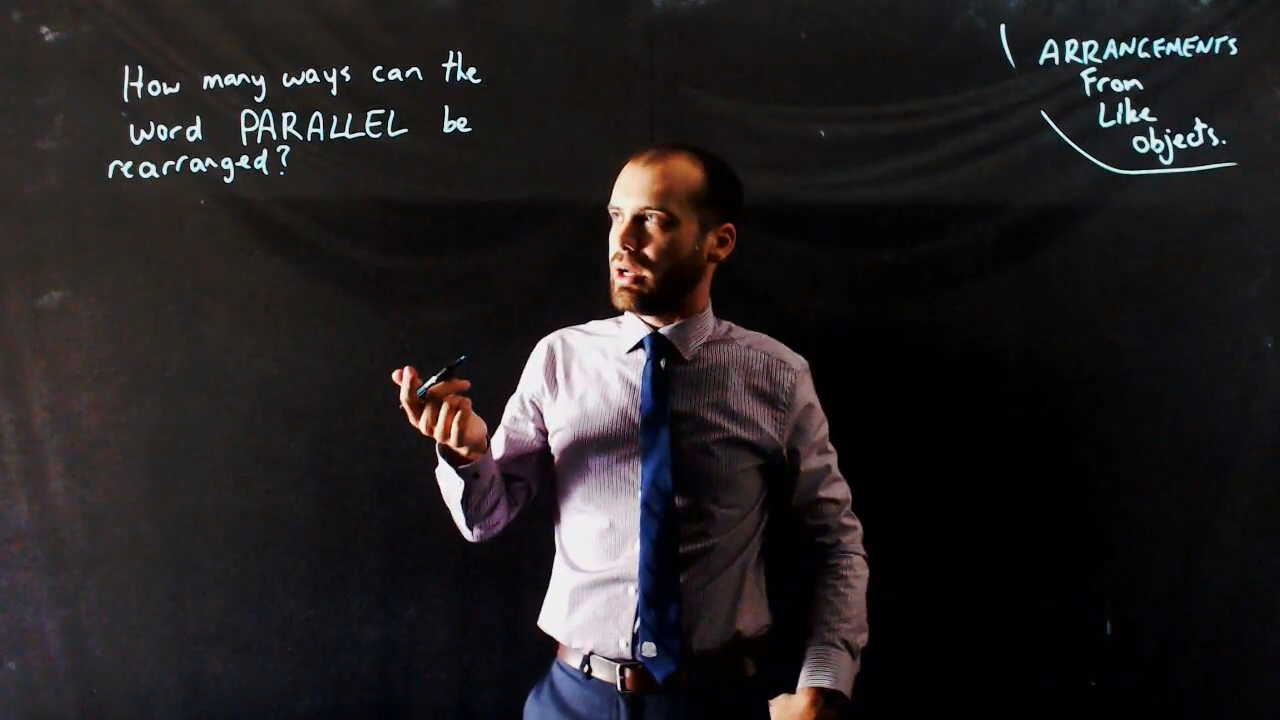 How many ways can the
word PARALLEL be
rearranged?
ARRANGEMENTS
From
Like
objects.